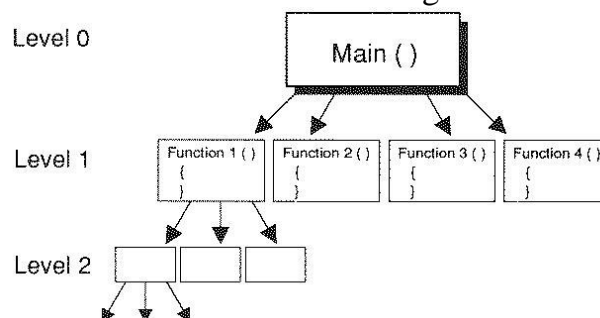 Level 0
Main ( )
Level 1
Function 1 ( )
{
}
Function 2 ( )
{
}
Function 3 ( )
{
}
Function 4 ( )
{
}
Level 2